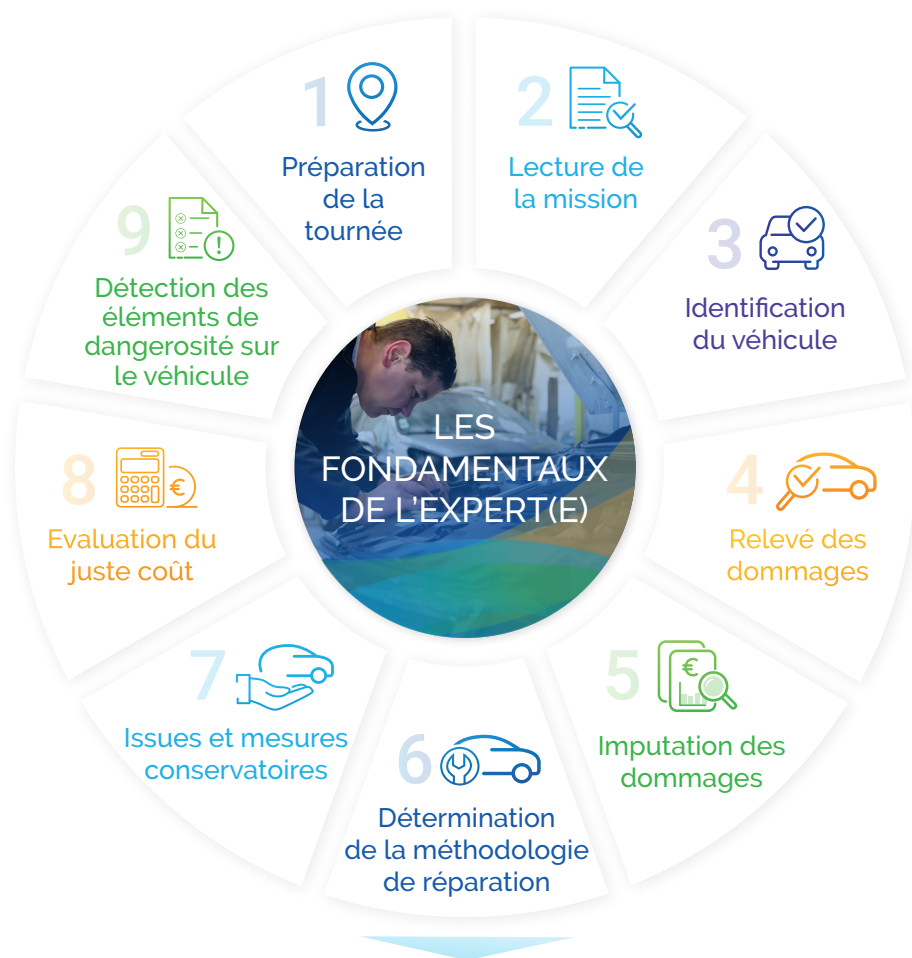 1
Préparation
de la
tournée
2
Lecture de
la mission
3
Identification
du véhicule
4
Relevé des
dommages
5
€
Imputation des
dommages
6
Détermination
de la méthodologie
de réparation
7
Issues et mesures
conservatoires
8
€
Evaluation du
juste coût
9
!
Détection des
éléments de
dangerosité sur
le véhicule
LES
FONDAMENTAUX
DE L'EXPERT(E)